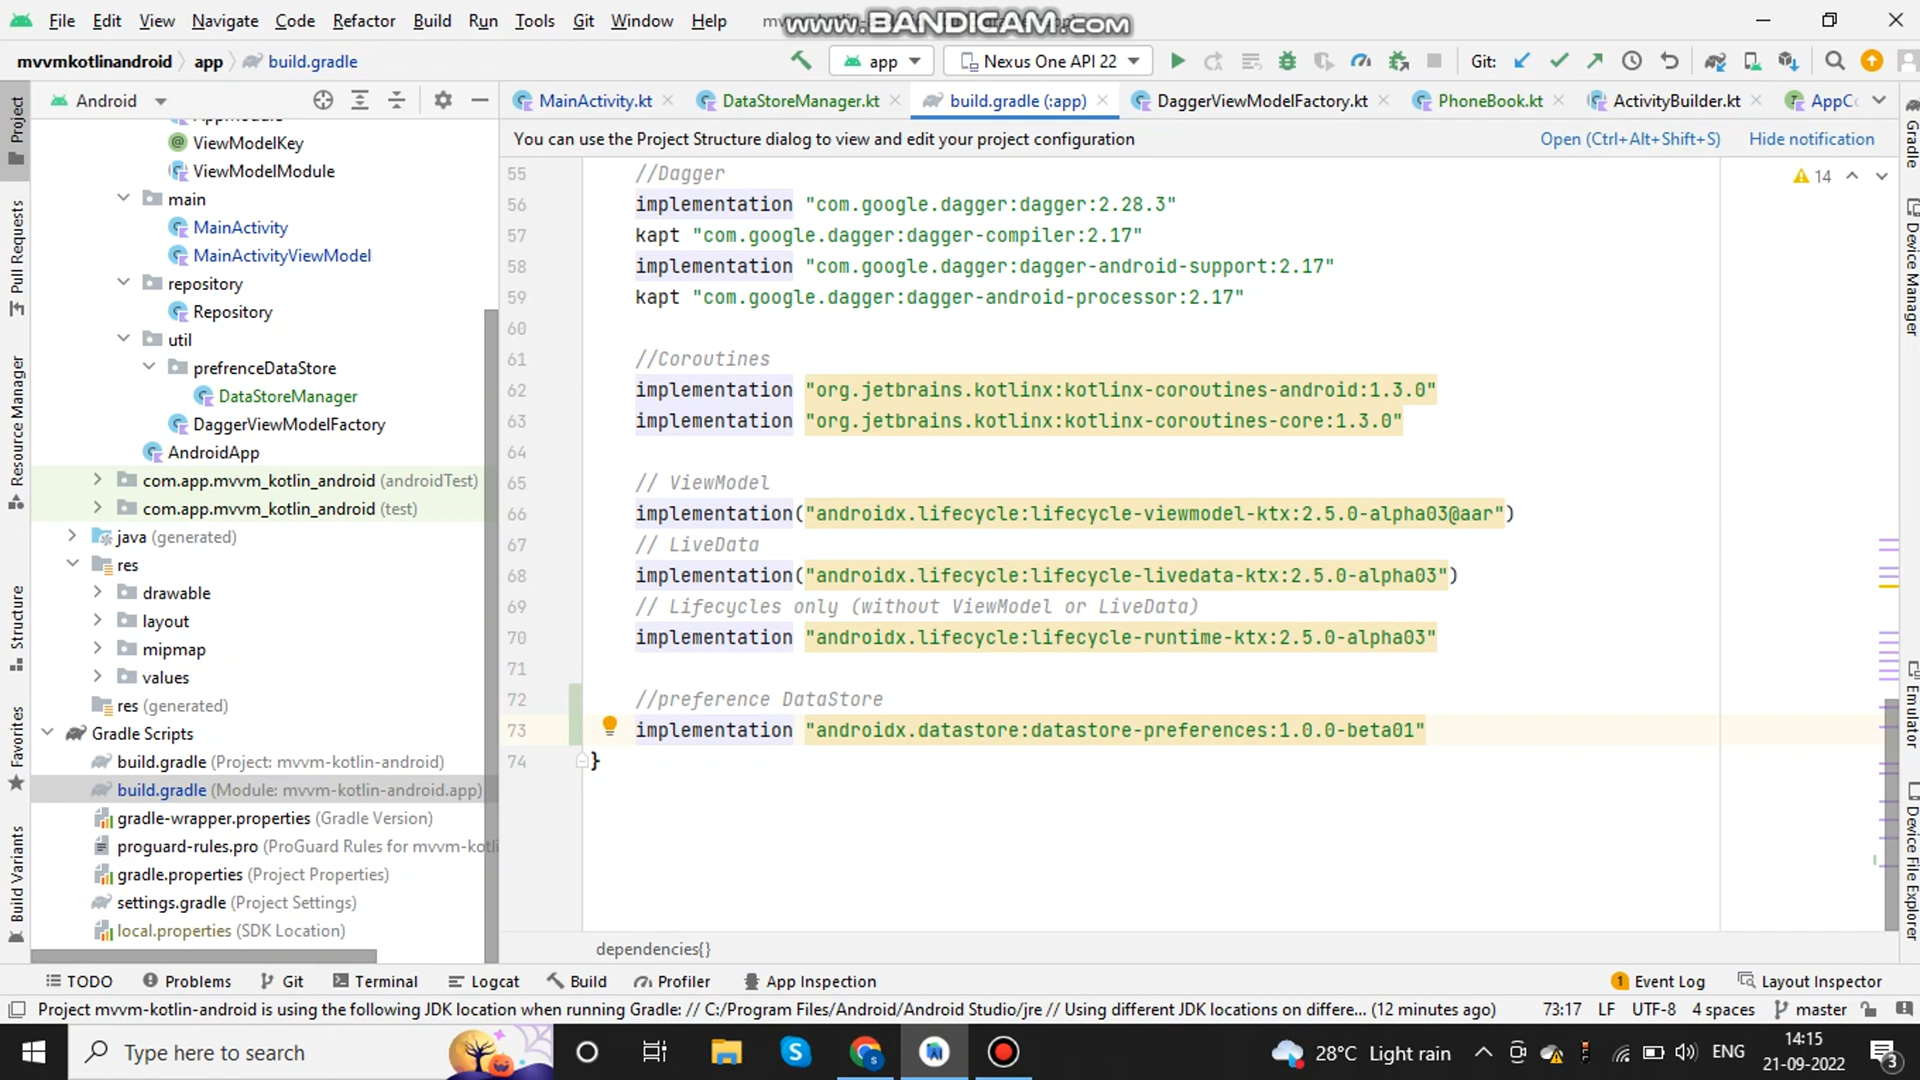 File Edit View Navigate Code Refactor Build Run Tools Git Window Help
www.BANDICAM.com
mvvmkotlinandroid app build.gradle
app Nexus One API 22 Git:
Android
MainActivity.kt DataStoreManager.kt build.gradle (:app) DaggerViewModelFactory.kt PhoneBook.kt ActivityBuilder.kt AppC
You can use the Project Structure dialog to view and edit your project configuration Open (Ctrl+Alt+Shift+S) Hide notification
14
Project
Pull Requests
Resource Manager
Structure
Favorites
Build Variants
ViewModelKey
ViewModelModule
main
MainActivity
MainActivityViewModel
repository
Repository
util
prefrenceDataStore
DataStoreManager
DaggerViewModelFactory
AndroidApp
com.app.mvvm_kotlin_android (androidTest)
com.app.mvvm_kotlin_android (test)
java (generated)
res
drawable
layout
mipmap
values
res (generated)
Gradle Scripts
build.gradle (Project: mvvm-kotlin-android)
build.gradle (Module: mvvm-kotlin-android.app)
gradle-wrapper.properties (Gradle Version)
proguard-rules.pro (ProGuard Rules for mvvm-kotli
gradle.properties (Project Properties)
settings.gradle (Project Settings)
local.properties (SDK Location)
55 //Dagger
56 implementation "com.google.dagger:dagger:2.28.3"
57 kapt "com.google.dagger:dagger-compiler:2.17"
58 implementation "com.google.dagger:dagger-android-support:2.17"
59 kapt "com.google.dagger:dagger-android-processor:2.17"
60
61 //Coroutines
62 implementation "org.jetbrains.kotlinx:kotlinx-coroutines-android:1.3.0"
63 implementation "org.jetbrains.kotlinx:kotlinx-coroutines-core:1.3.0"
64
65 // ViewModel
66 implementation("androidx.lifecycle:lifecycle-viewmodel-ktx:2.5.0-alpha03@aar")
67 // LiveData
68 implementation("androidx.lifecycle:lifecycle-livedata-ktx:2.5.0-alpha03")
69 // Lifecycles only (without ViewModel or LiveData)
70 implementation "androidx.lifecycle:lifecycle-runtime-ktx:2.5.0-alpha03"
71
72 //preference DataStore
73 implementation "androidx.datastore:datastore-preferences:1.0.0-beta01"
74 }
dependencies{}
Gradle
Device Manager
Emulator
Device File Explorer
TODO Problems Git Terminal Logcat Build Profiler App Inspection 1 Event Log Layout Inspector
Project mvvm-kotlin-android is using the following JDK location when running Gradle: // C:/Program Files/Android/Android Studio/jre // Using different JDK locations on differe... (12 minutes ago) 73:17 LF UTF-8 4 spaces master
Type here to search
28°C Light rain ENG
14:15
21-09-2022
3